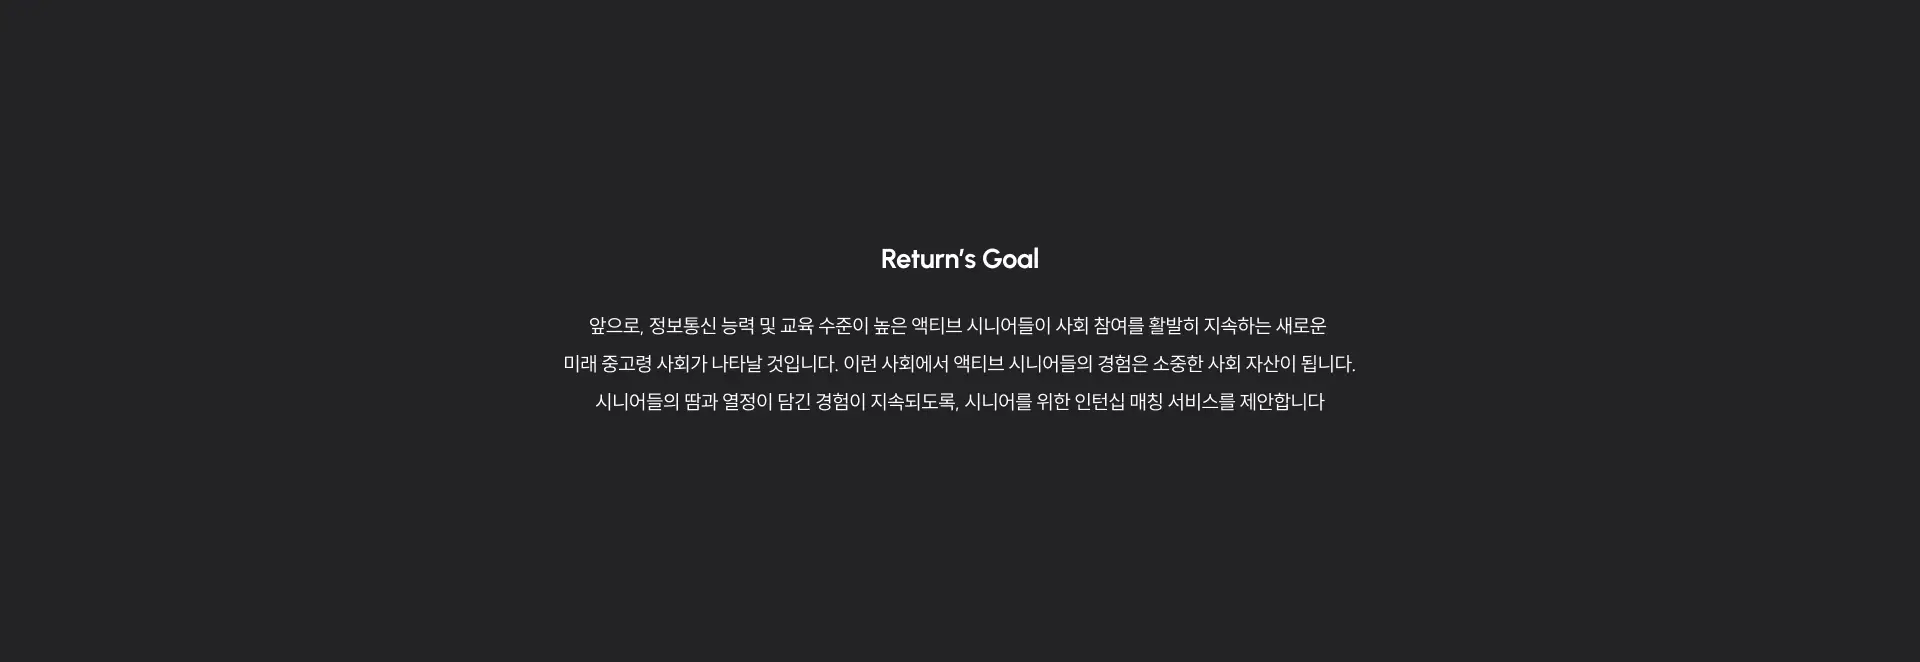 Return’s Goal
앞으로, 정보통신 능력 및 교육 수준이 높은 액티브 시니어들이 사회 참여를 활발히 지속하는 새로운
미래 중고령 사회가 나타날 것입니다. 이런 사회에서 액티브 시니어들의 경험은 소중한 사회 자산이 됩니다.
시니어들의 땀과 열정이 담긴 경험이 지속되도록, 시니어를 위한 인턴십 매칭 서비스를 제안합니다